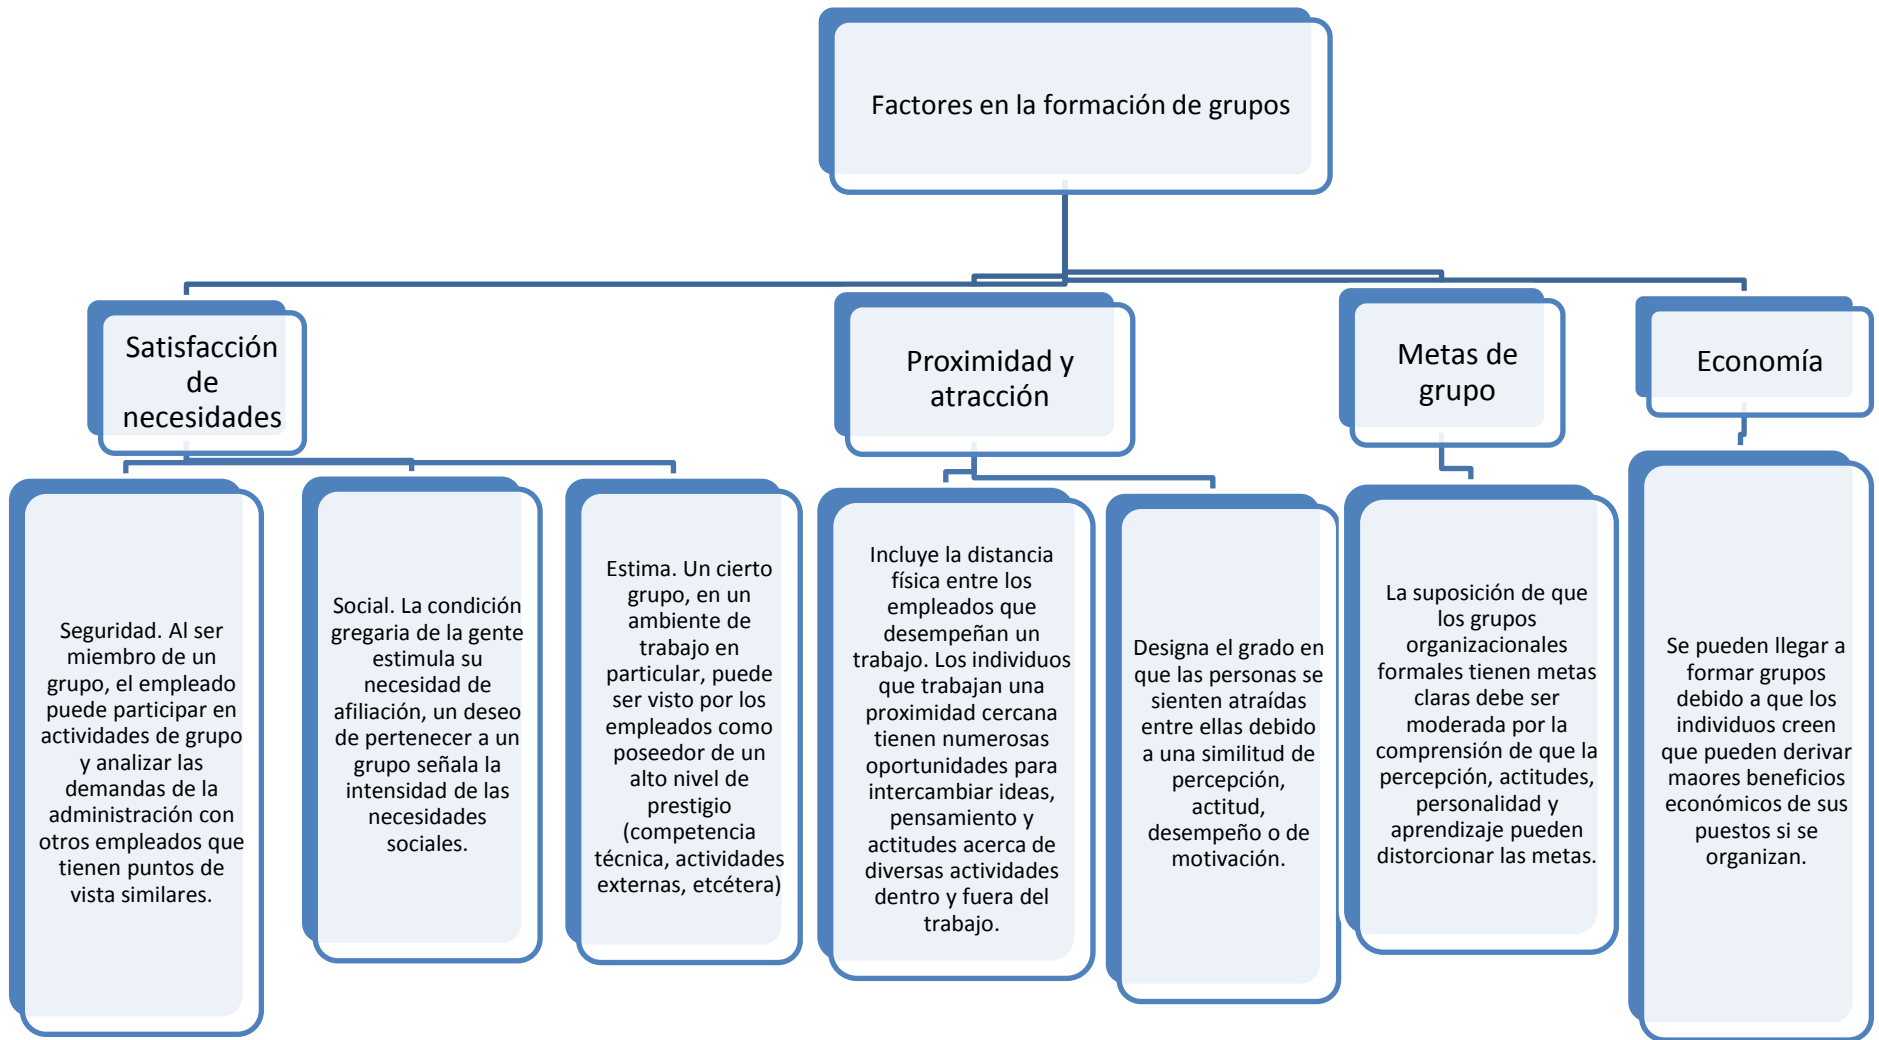 Factores en la formación de grupos
Satisfacción
de
necesidades
Proximidad y
atracción
Metas de
grupo
Economía
Seguridad. Al ser
miembro de un
grupo, el empleado
puede participar en
actividades de grupo
y analizar las
demandas de la
administración con
otros empleados que
tienen puntos de
vista similares.
Social. La condición
gregaria de la gente
estimula su
necesidad de
afiliación, un deseo
de pertenecer a un
grupo señala la
intensidad de las
necesidades
sociales.
Estima. Un cierto
grupo, en un
ambiente de
trabajo en
particular, puede
ser visto por los
empleados como
poseedor de un
alto nivel de
prestigio
(competencia
técnica, actividades
externas, etcétera)
Incluye la distancia
física entre los
empleados que
desempeñan un
trabajo. Los individuos
que trabajan una
proximidad cercana
tienen numerosas
oportunidades para
intercambiar ideas,
pensamiento y
actitudes acerca de
diversas actividades
dentro y fuera del
trabajo.
Designa el grado en
que las personas se
sienten atraídas
entre ellas debido
a una similitud de
percepción,
actitud,
desempeño o de
motivación.
La suposición de que
los grupos
organizacionales
formales tienen metas
claras debe ser
moderada por la
comprensión de que la
percepción, actitudes,
personalidad y
aprendizaje pueden
distorcionar las metas.
Se pueden llegar a
formar grupos
debido a que los
individuos creen
que pueden derivar
maores beneficios
económicos de sus
puestos si se
organizan.